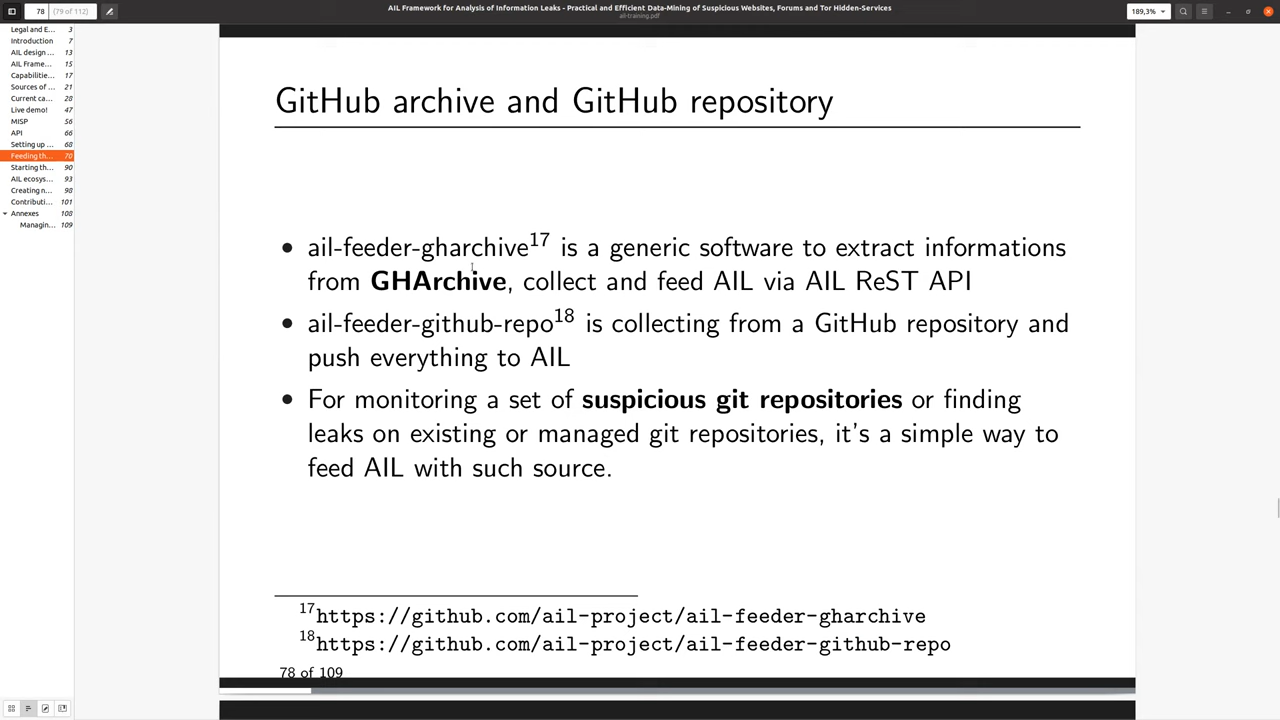 78
(79 of 112)
AIL Framework for Analysis of Information Leaks - Practical and Efficient Data-Mining of Suspicious Websites, Forums and Tor Hidden-Services
ail-training.pdf
189,3%
Legal and E... 3
Introduction 7
AIL design ... 13
AIL Frame... 15
Capabilitie... 17
Sources of ... 21
Current ca... 28
Live demo! 47
MISP 56
API 66
Setting up ... 68
Feeding th... 70
Starting th... 90
AIL ecosys... 93
Creating n... 98
Contributi... 101
Annexes 108
Managin... 109
GitHub archive and GitHub repository
• ail-feeder-gharchive17 is a generic software to extract informations
from GHArchive, collect and feed AIL via AIL ReST API
• ail-feeder-github-repo18 is collecting from a GitHub repository and
push everything to AIL
• For monitoring a set of suspicious git repositories or finding
leaks on existing or managed git repositories, it's a simple way to
feed AIL with such source.
17https://github.com/ail-project/ail-feeder-gharchive
18https://github.com/ail-project/ail-feeder-github-repo
78 of 109